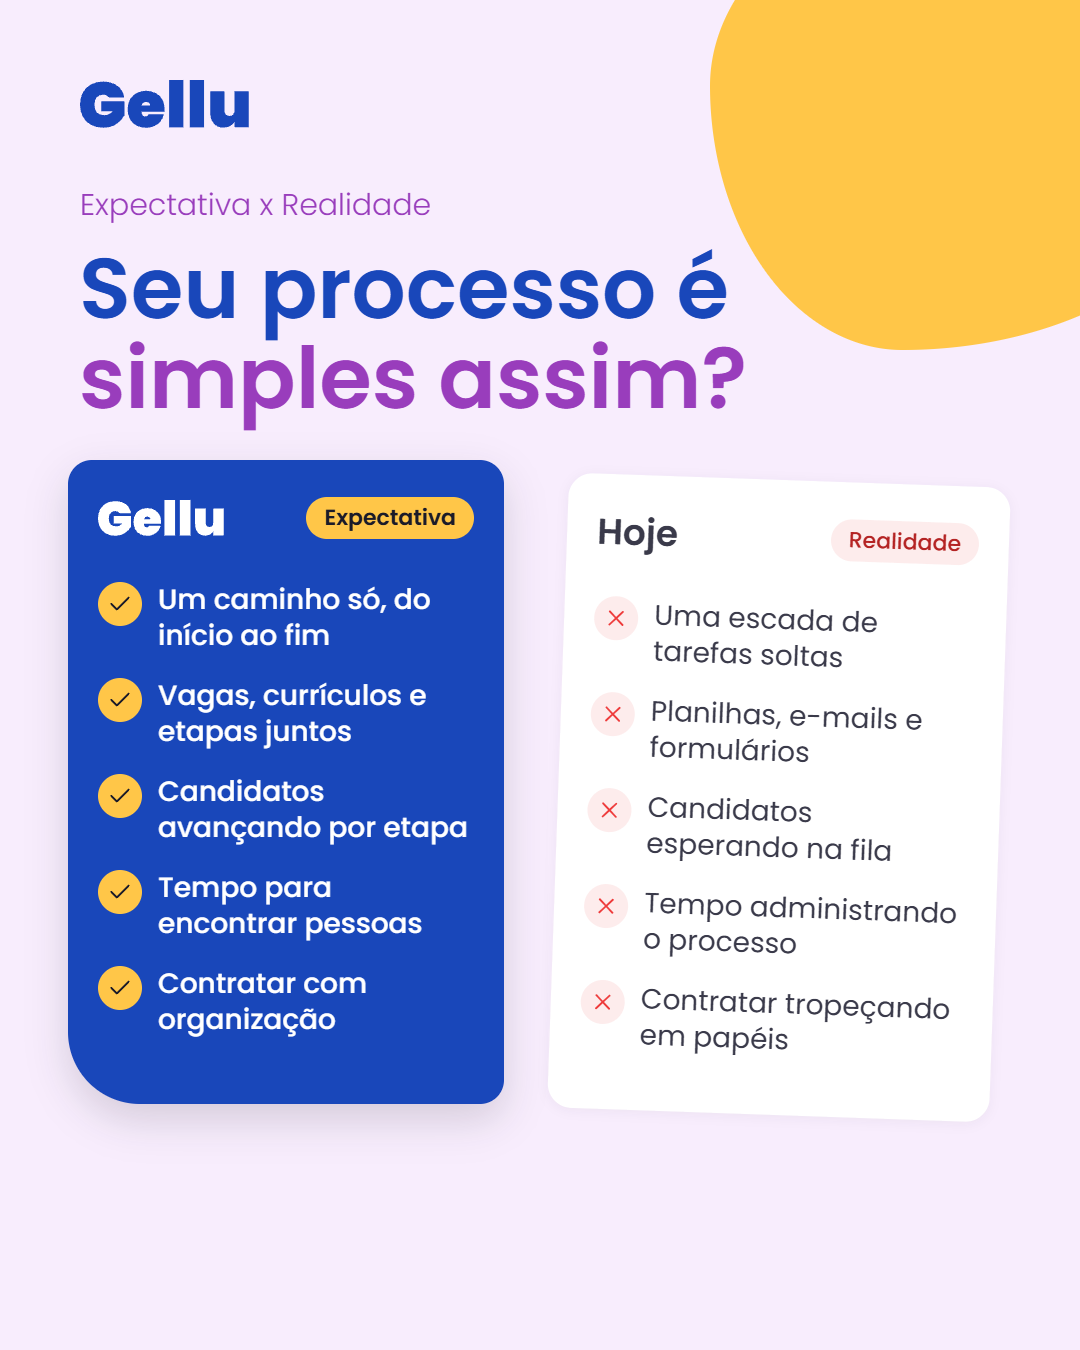 Gellu
Expectativa x Realidade
Seu processo é
simples assim?
Gellu
Expectativa
Um caminho só, do
início ao fim
Vagas, currículos e
etapas juntos
Candidatos
avançando por etapa
Tempo para
encontrar pessoas
Contratar com
organização
Hoje
Realidade
Uma escada de
tarefas soltas
Planilhas, e-mails e
formulários
Candidatos
esperando na fila
Tempo administrando
o processo
Contratar tropeçando
em papéis